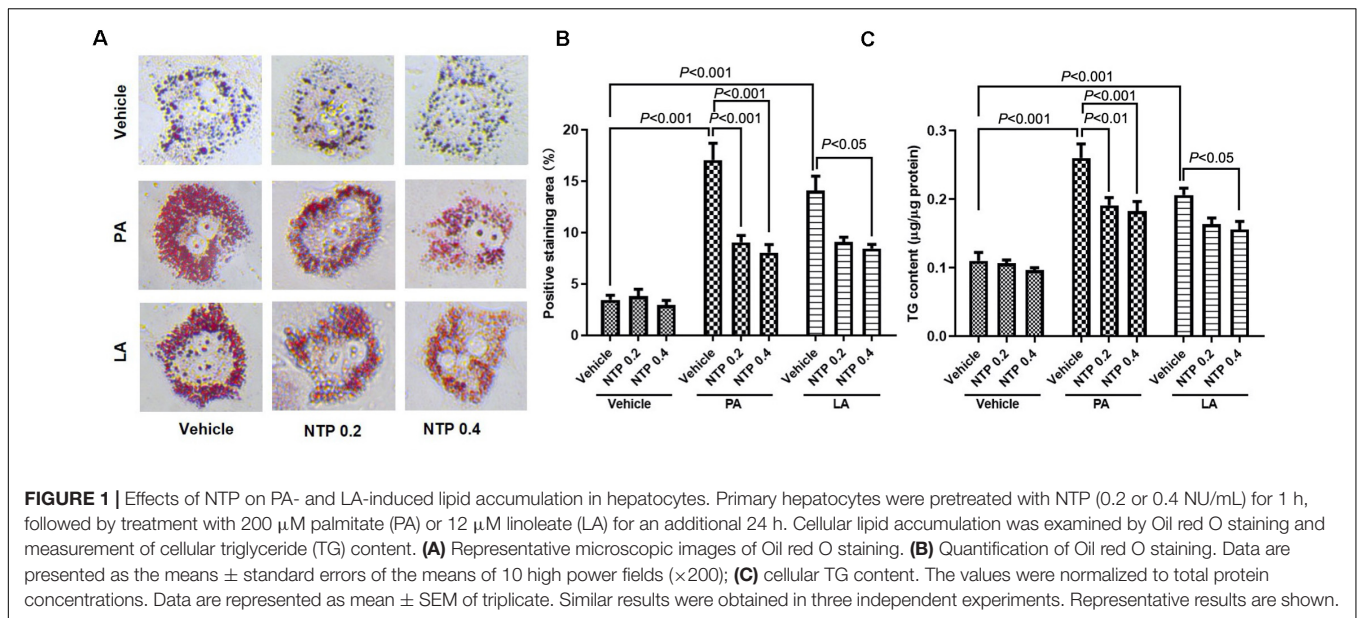 A
Vehicle
PA
LA
Vehicle
NTP 0.2
NTP 0.4
B
Positive staining area (%)
20
15
10
5
0
P<0.001
P<0.001
P<0.001
P<0.001
P<0.05
Vehicle
NTP 0.2
NTP 0.4
Vehicle
NTP 0.2
NTP 0.4
Vehicle
NTP 0.2
NTP 0.4
Vehicle
PA
LA
C
TG content (μg/μg protein)
0.3
0.2
0.1
0.0
P<0.001
P<0.001
P<0.001
P<0.01
P<0.05
Vehicle
NTP 0.2
NTP 0.4
Vehicle
NTP 0.2
NTP 0.4
Vehicle
NTP 0.2
NTP 0.4
Vehicle
PA
LA
FIGURE 1 | Effects of NTP on PA- and LA-induced lipid accumulation in hepatocytes. Primary hepatocytes were pretreated with NTP (0.2 or 0.4 NU/mL) for 1 h,
followed by treatment with 200 μM palmitate (PA) or 12 μM linoleate (LA) for an additional 24 h. Cellular lipid accumulation was examined by Oil red O staining and
measurement of cellular triglyceride (TG) content. (A) Representative microscopic images of Oil red O staining. (B) Quantification of Oil red O staining. Data are
presented as the means ± standard errors of the means of 10 high power fields (×200); (C) cellular TG content. The values were normalized to total protein
concentrations. Data are represented as mean ± SEM of triplicate. Similar results were obtained in three independent experiments. Representative results are shown.